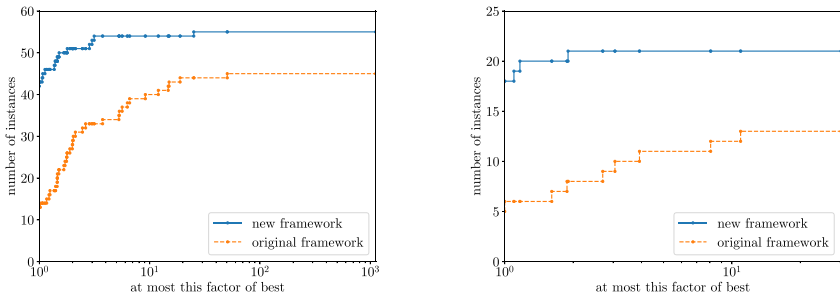 60
50
40
30
20
10
0
number of instances
new framework
original framework
10^0
10^1
10^2
10^3
at most this factor of best
25
20
15
10
5
0
number of instances
new framework
original framework
10^0
10^1
at most this factor of best